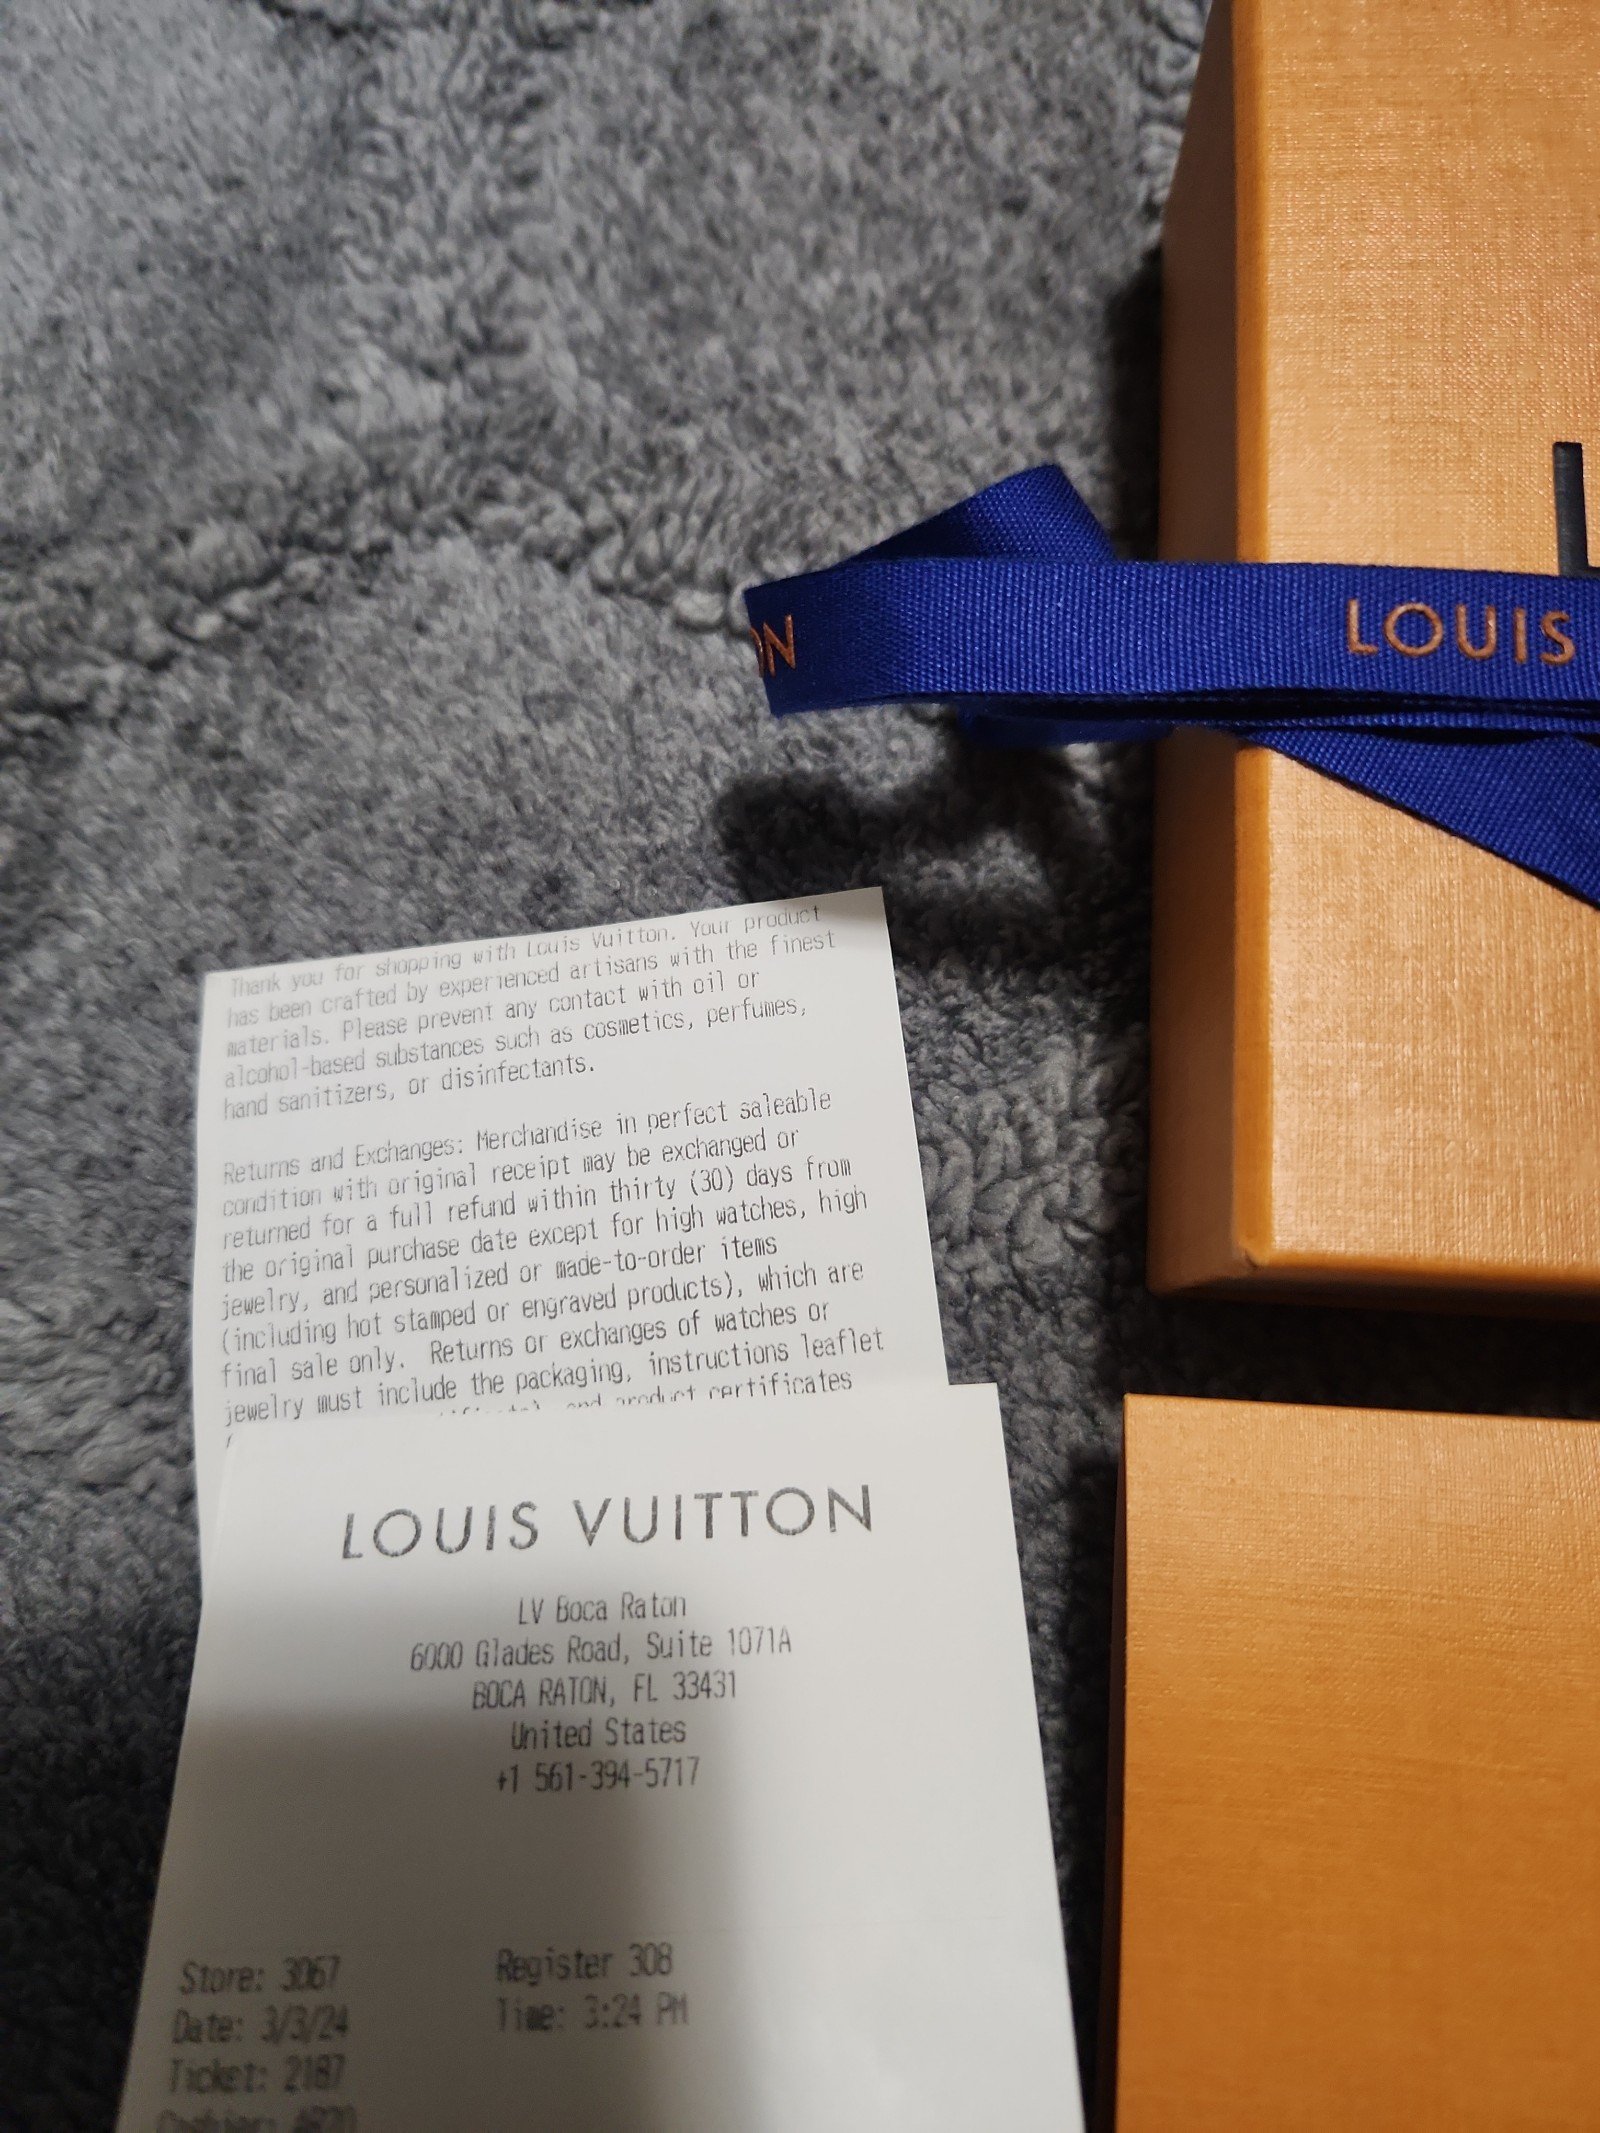 ON
LOUIS
L
Thank you for shopping with Louis Vuitton. Your product
has been crafted by experienced artisans with the finest
materials. Please prevent any contact with oil or
alcohol-based substances such as cosmetics, perfumes,
hand sanitizers, or disinfectants.
Returns and Exchanges: Merchandise in perfect saleable
condition with original receipt may be exchanged or
returned for a full refund within thirty (30) days from
the original purchase date except for high watches, high
jewelry, and personalized or made-to-order items
(including hot stamped or engraved products), which are
final sale only. Returns or exchanges of watches or
jewelry must include the packaging, instructions leaflet
and product certificates
LOUIS VUITTON
LV Boca Raton
6000 Glades Road, Suite 1071A
BOCA RATON, FL 33431
United States
+1 561-394-5717
Store: 3067 Register 308
Date: 3/3/24 Time: 3:24 PM
Ticket: 2187
Cashier: